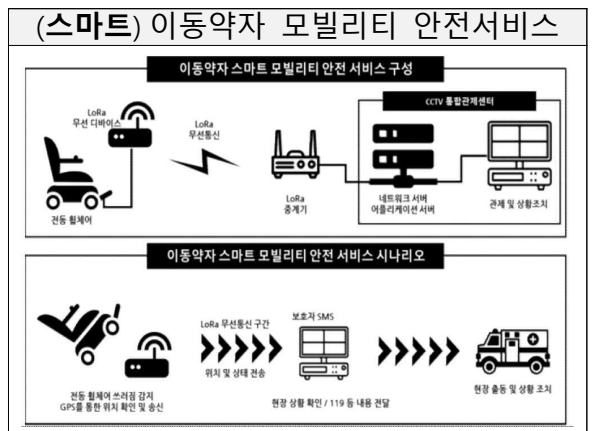 (스마트) 이동약자 모빌리티 안전서비스
이동약자 스마트 모빌리티 안전 서비스 구성
CCTV 통합관제센터
LoRa
무선 디바이스
LoRa
무선통신
전동 휠체어
LoRa
중계기
네트워크 서버
어플리케이션 서버
관제 및 상황조치
이동약자 스마트 모빌리티 안전 서비스 시나리오
LoRa 무선통신 구간
보호자 SMS
위치 및 상태 전송
전동 휠체어 쓰러짐 감지
GPS를 통한 위치 확인 및 송신
현장 상황 확인 / 119 등 내용 전달
현장 출동 및 상황 조치